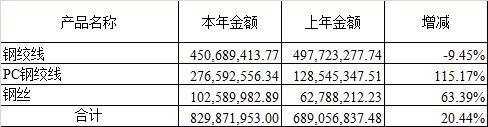 产品名称 本年金额 上年金额 增减
钢绞线 450,689,413.77 497,723,277.74 -9.45%
PC钢绞线 276,592,556.34 128,545,347.51 115.17%
钢丝 102,589,982.89 62,788,212.23 63.39%
合计 829,871,953.00 689,056,837.48 20.44%